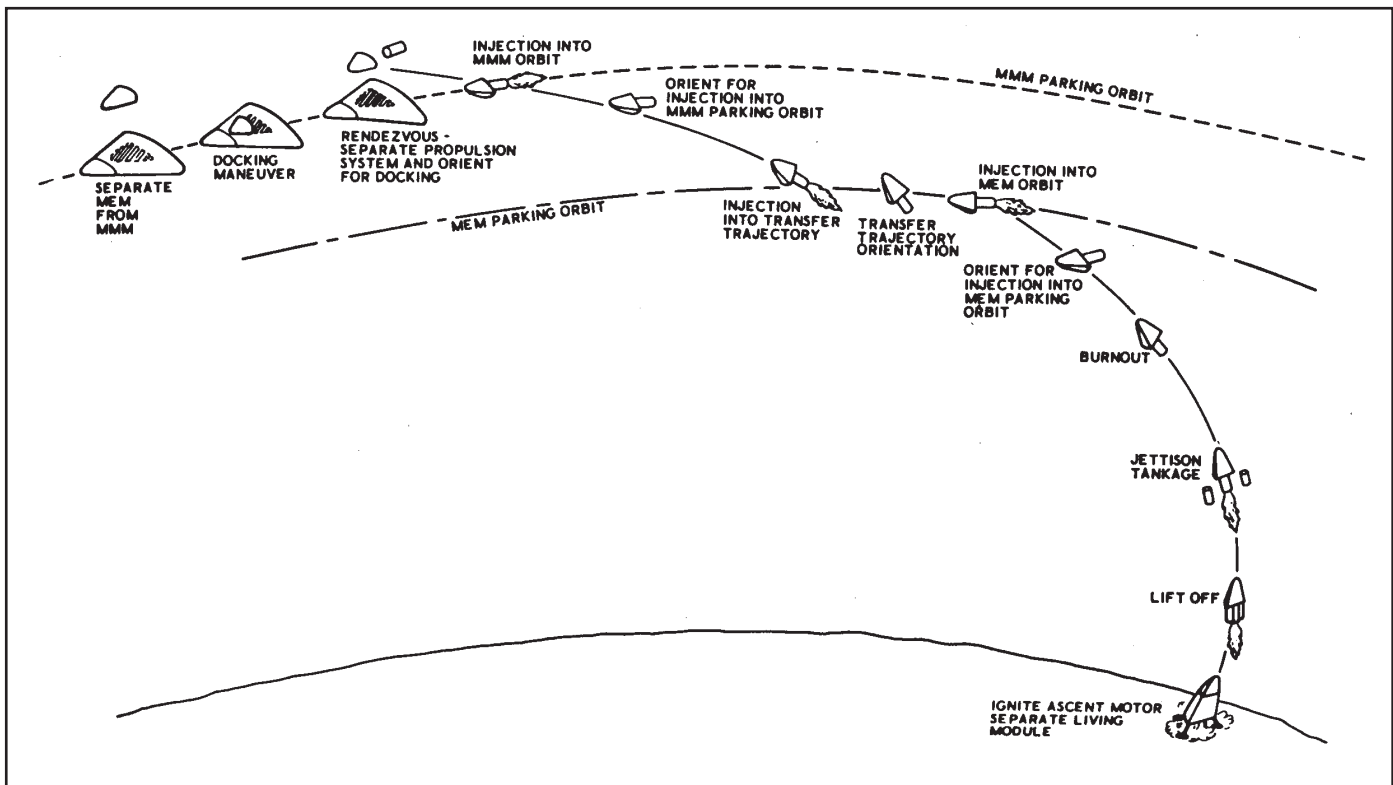 INJECTION INTO
MMM ORBIT
MMM PARKING ORBIT
ORIENT FOR
INJECTION INTO
MMM PARKING ORBIT
RENDEZVOUS -
SEPARATE PROPULSION
SYSTEM AND ORIENT
FOR DOCKING
DOCKING
MANEUVER
SEPARATE
MEM
FROM
MMM
MEM PARKING ORBIT
INJECTION
INTO TRANSFER
TRAJECTORY
TRANSFER
TRAJECTORY
ORIENTATION
INJECTION INTO
MEM ORBIT
ORIENT FOR
INJECTION INTO
MEM PARKING
ORBIT
BURNOUT
JETTISON
TANKAGE
LIFT OFF
IGNITE ASCENT MOTOR
SEPARATE LIVING
MODULE